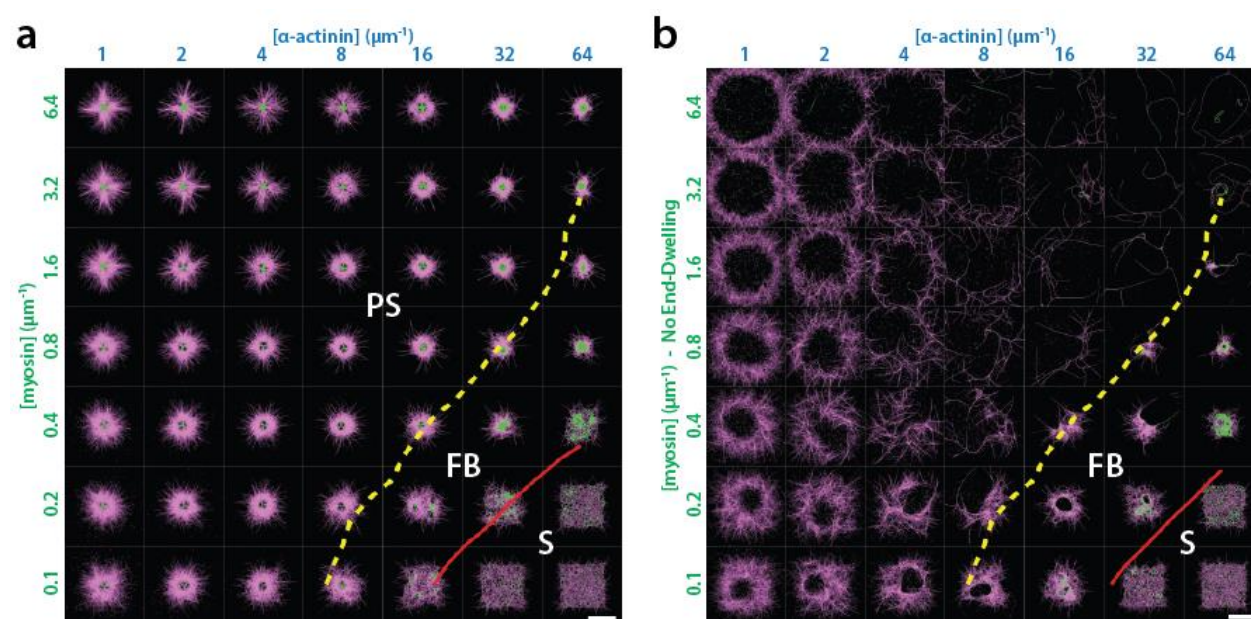 a
[α-actinin] (μm⁻¹)
1 2 4 8 16 32 64
[myosin] (μm⁻¹)
6.4
3.2
1.6
0.8
0.4
0.2
0.1
PS
FB
S
b
[α-actinin] (μm⁻¹)
1 2 4 8 16 32 64
[myosin] (μm⁻¹) - No End-Dwelling
6.4
3.2
1.6
0.8
0.4
0.2
0.1
FB
S